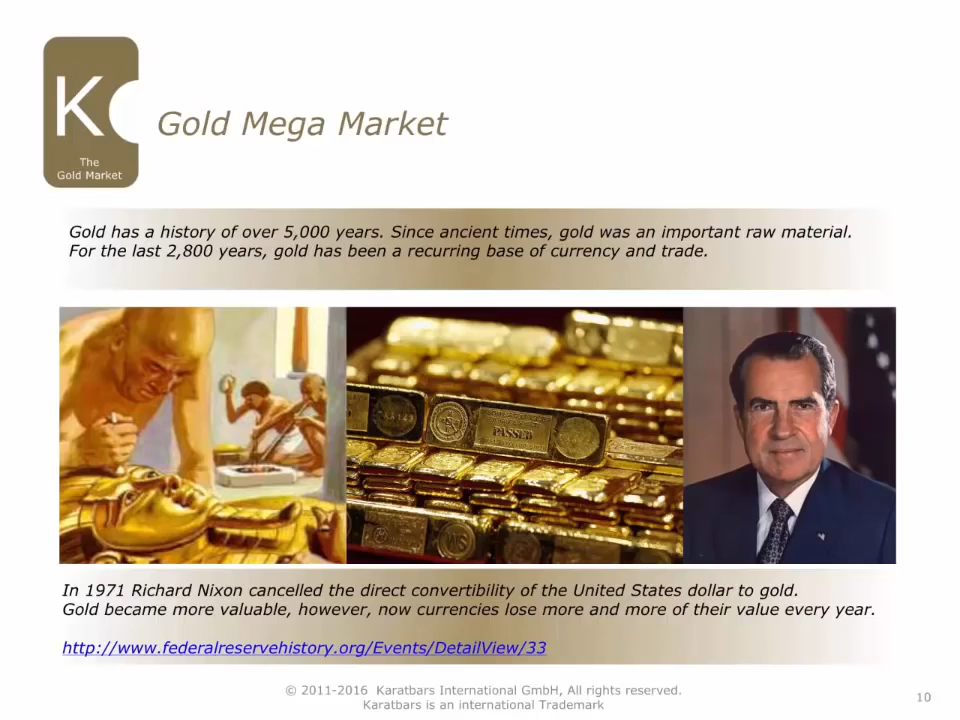 K
The
Gold Market
Gold Mega Market
Gold has a history of over 5,000 years. Since ancient times, gold was an important raw material.
For the last 2,800 years, gold has been a recurring base of currency and trade.
PASSED
In 1971 Richard Nixon cancelled the direct convertibility of the United States dollar to gold.
Gold became more valuable, however, now currencies lose more and more of their value every year.
http://www.federalreservehistory.org/Events/DetailView/33
© 2011-2016 Karatbars International GmbH, All rights reserved.
Karatbars is an international Trademark
10